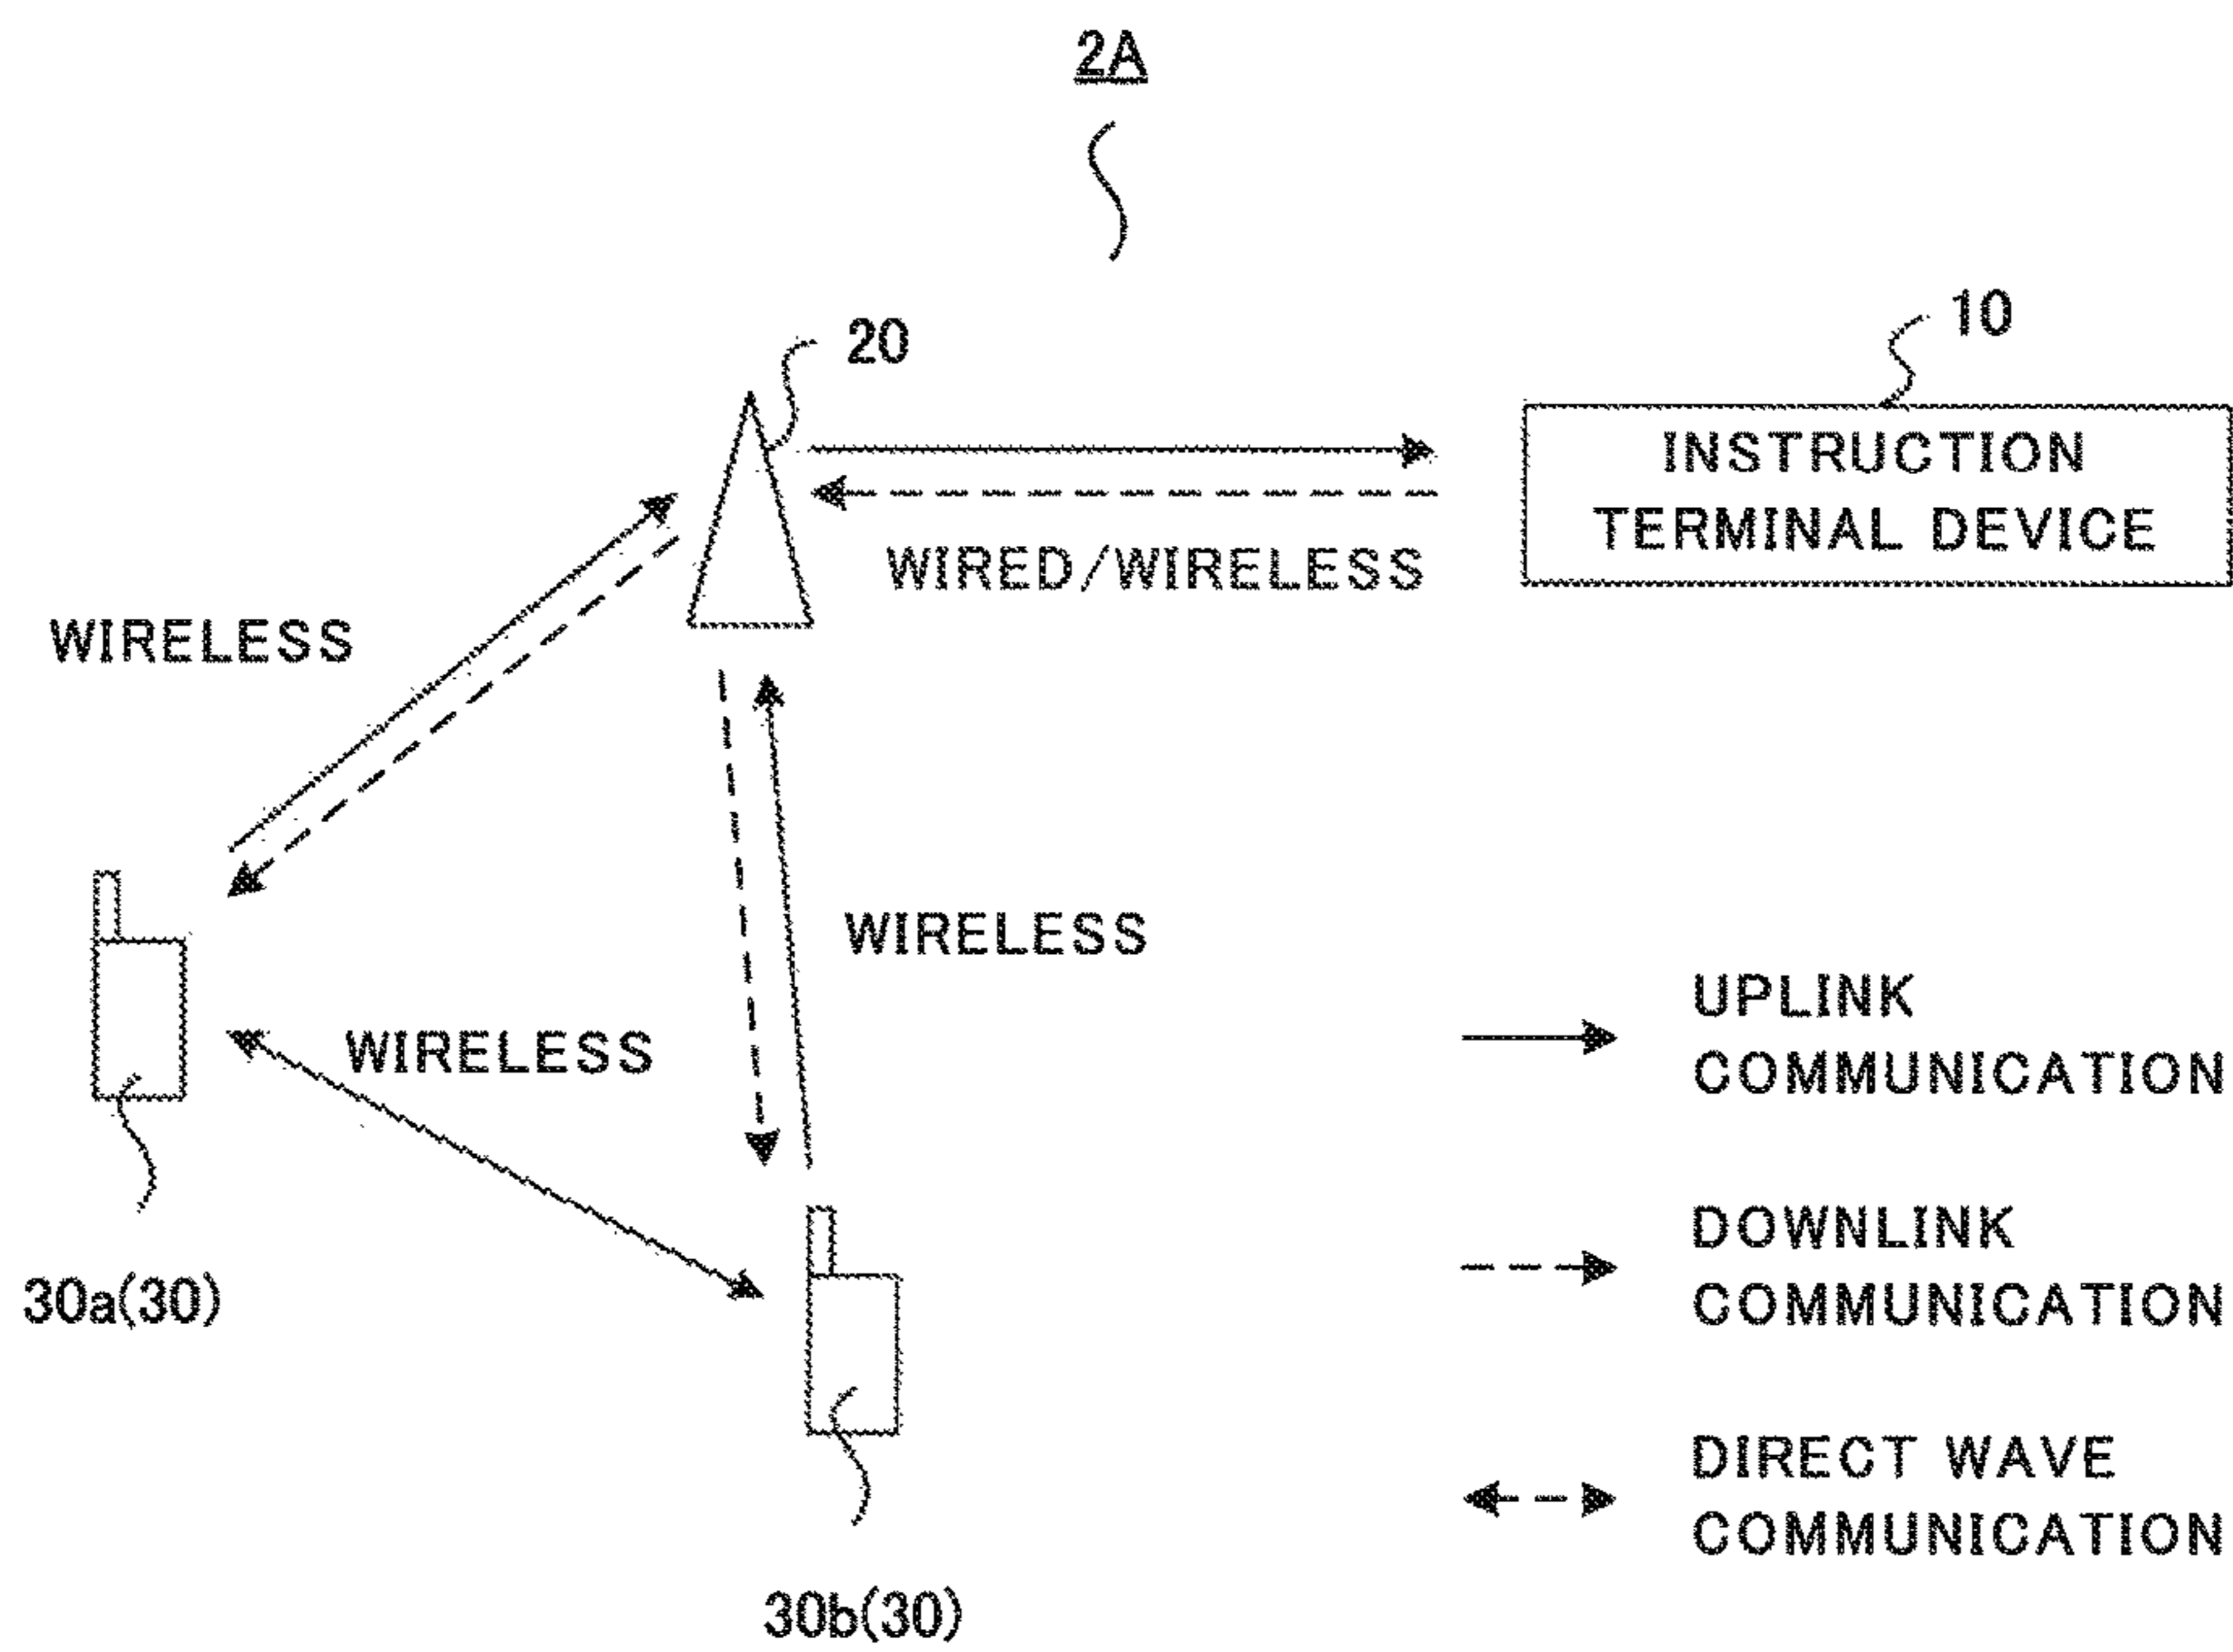 2A
20
10
INSTRUCTION
TERMINAL DEVICE
WIRED/WIRELESS
WIRELESS
WIRELESS
WIRELESS
UPLINK
COMMUNICATION
DOWNLINK
COMMUNICATION
30a(30)
DIRECT WAVE
COMMUNICATION
30b(30)